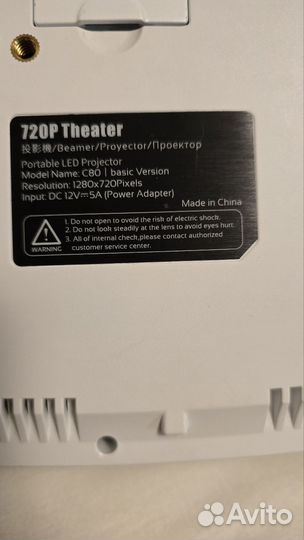 720P Theater
投影機/Beamer/Proyector/Проектор
Portable LED Projector
Model Name: C80 | basic Version
Resolution: 1280x720Pixels
Input: DC 12V⎓5A (Power Adapter)
Made in China
WARNING
1. Do not open to ovoid the risk of electric shock.
2. Do not look steadily at the lens to avoid eyes hurt.
3. All of internal check,please contact authorized
customer service center.
Avito